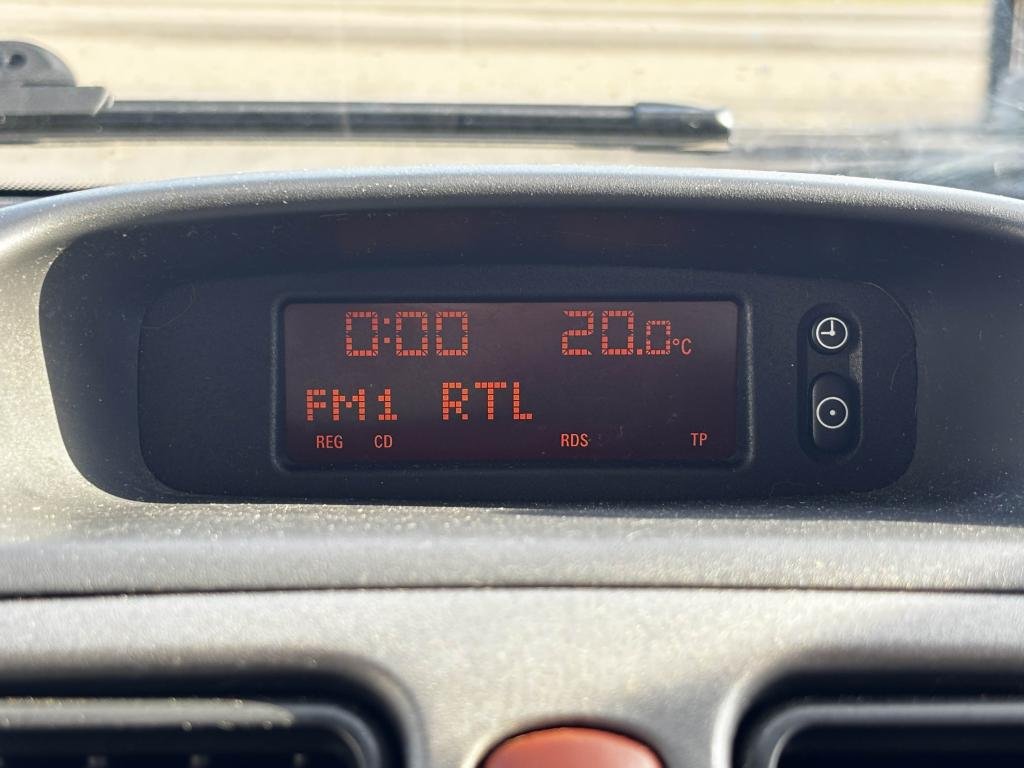 0:00 20.0°C
FM1 RTL
REG CD RDS TP